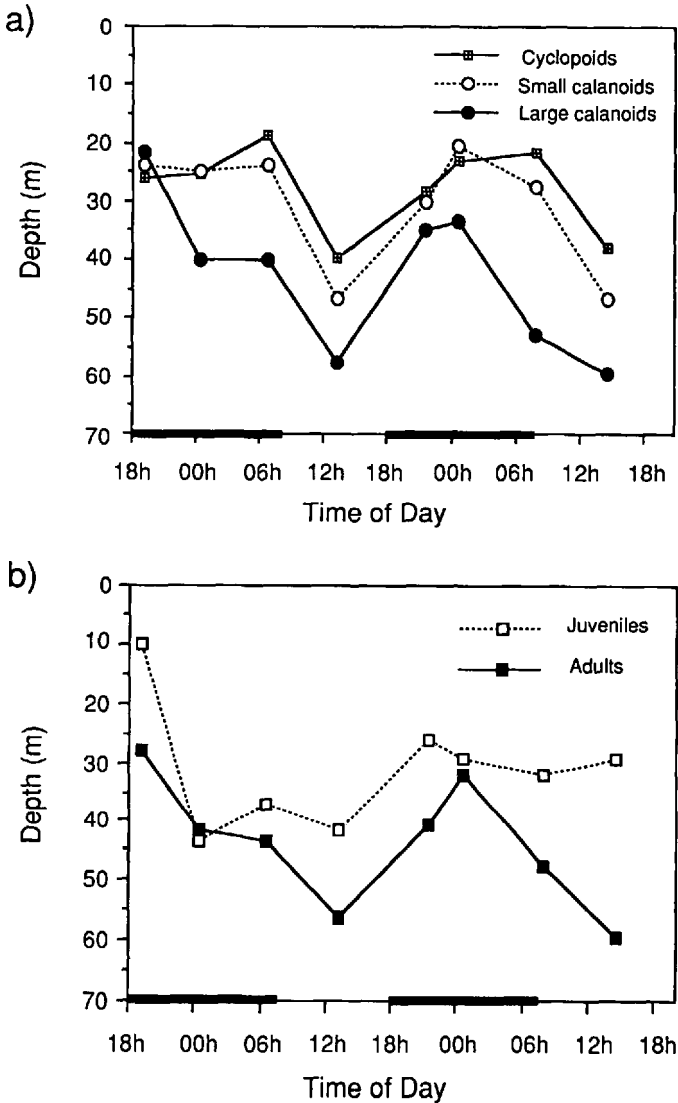 a)
0
10
20
30
40
50
60
70
Depth (m)
Cyclopoids
Small calanoids
Large calanoids
18h 00h 06h 12h 18h 00h 06h 12h 18h
Time of Day
b)
0
10
20
30
40
50
60
70
Depth (m)
Juveniles
Adults
18h 00h 06h 12h 18h 00h 06h 12h 18h
Time of Day